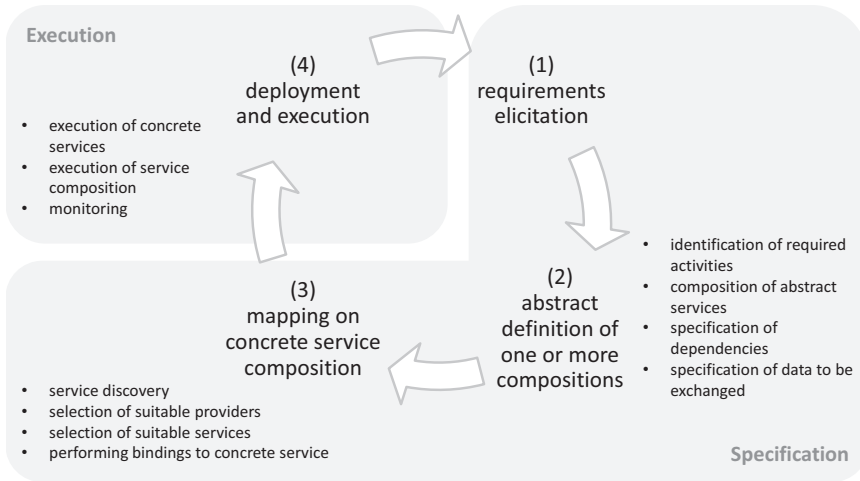 Execution
(4)
deployment
and execution
• execution of concrete
services
• execution of service
composition
• monitoring
(1)
requirements
elicitation
• identification of required
activities
• composition of abstract
services
• specification of
dependencies
• specification of data to be
exchanged
(2)
abstract
definition of
one or more
compositions
(3)
mapping on
concrete service
composition
• service discovery
• selection of suitable providers
• selection of suitable services
• performing bindings to concrete service
Specification